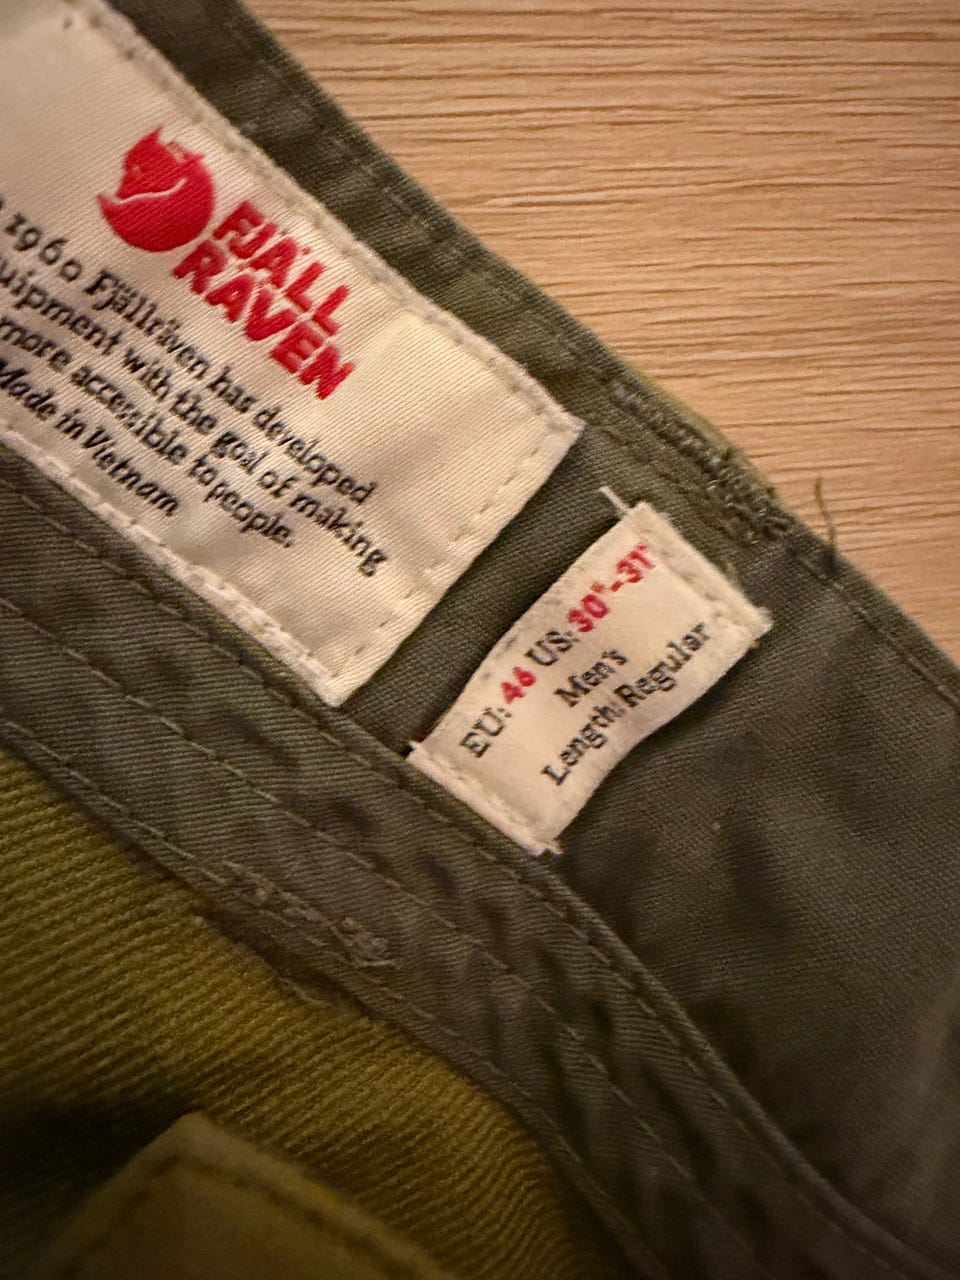 FJÄLL
RÄVEN
1960 Fjällräven has developed
equipment with the goal of making
more accessible to people.
Made in Vietnam
EU: 46 US: 30"-31"
Men's
Length: Regular